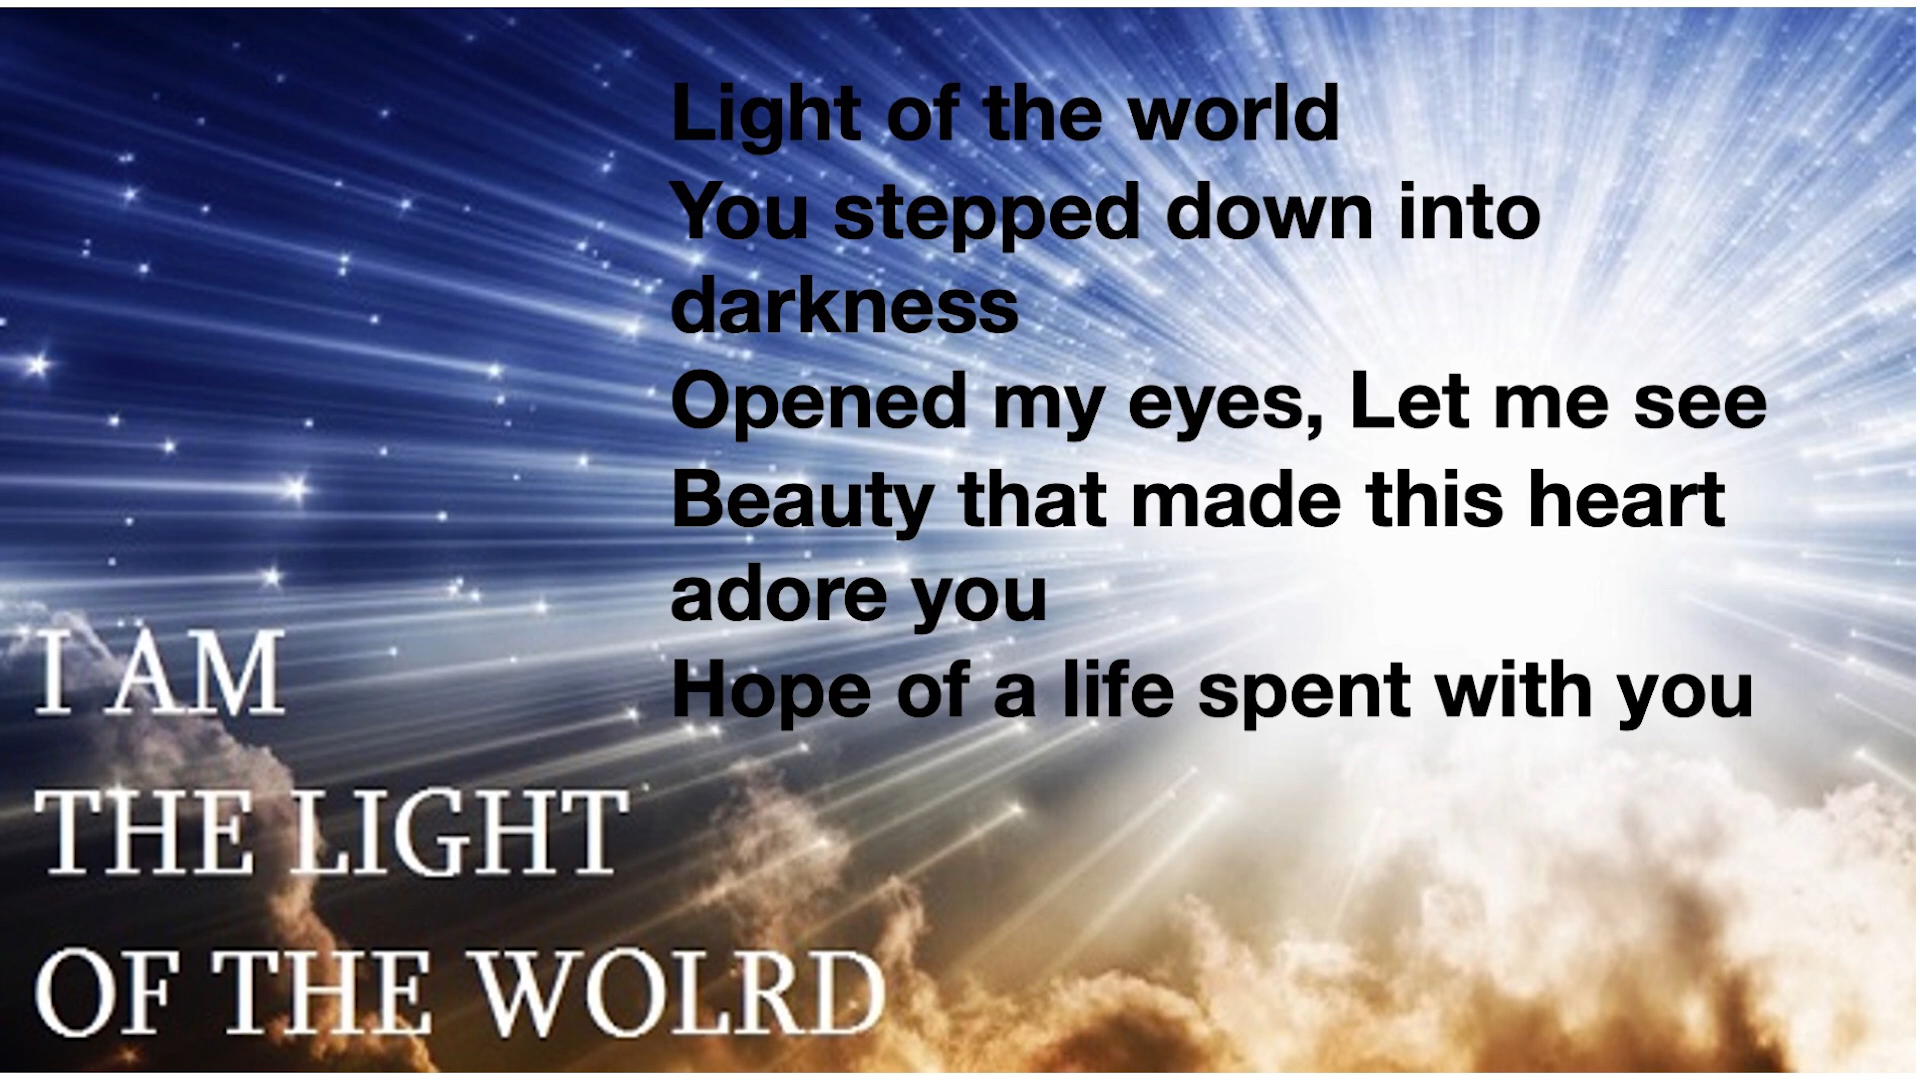 Light of the world
You stepped down into
darkness
Opened my eyes, Let me see
Beauty that made this heart
adore you
Hope of a life spent with you
I AM
THE LIGHT
OF THE WOLRD